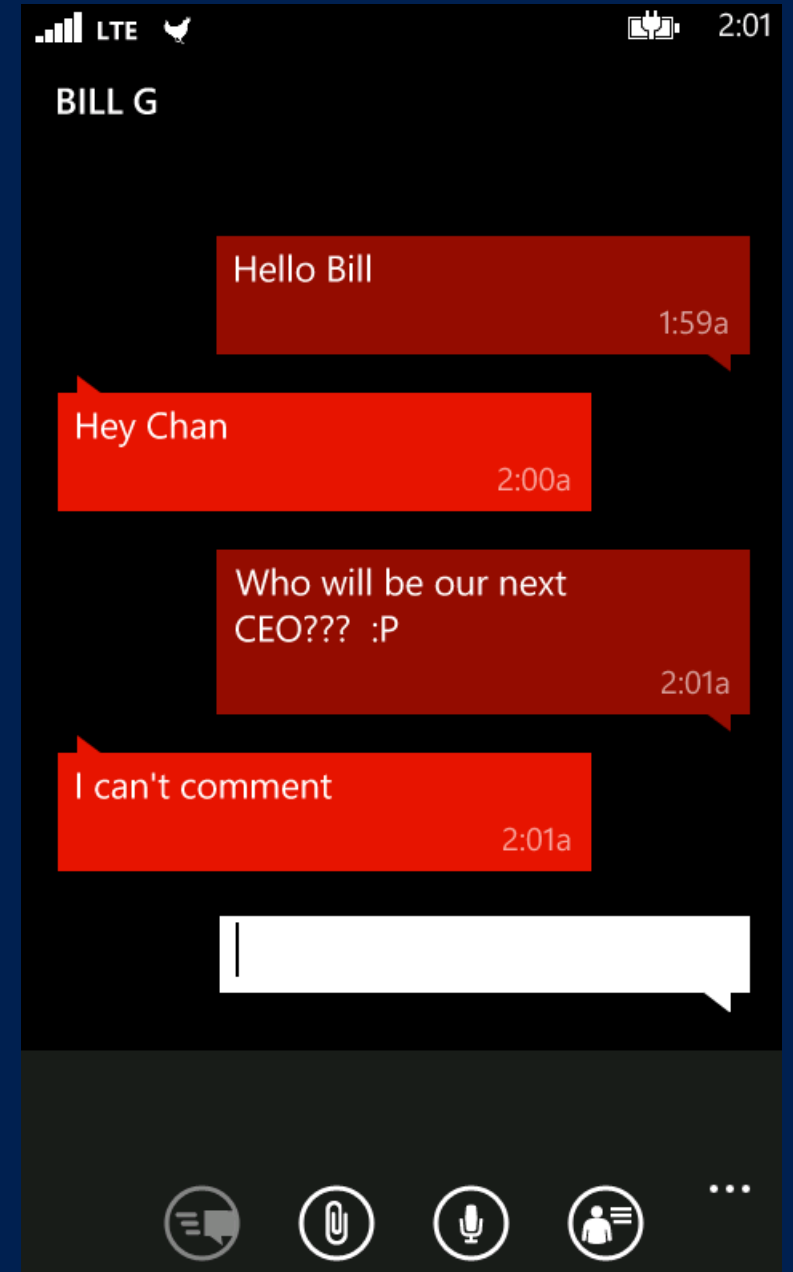 LTE 2:01
BILL G
Hello Bill
1:59a
Hey Chan
2:00a
Who will be our next
CEO???  :P
2:01a
I can't comment
2:01a